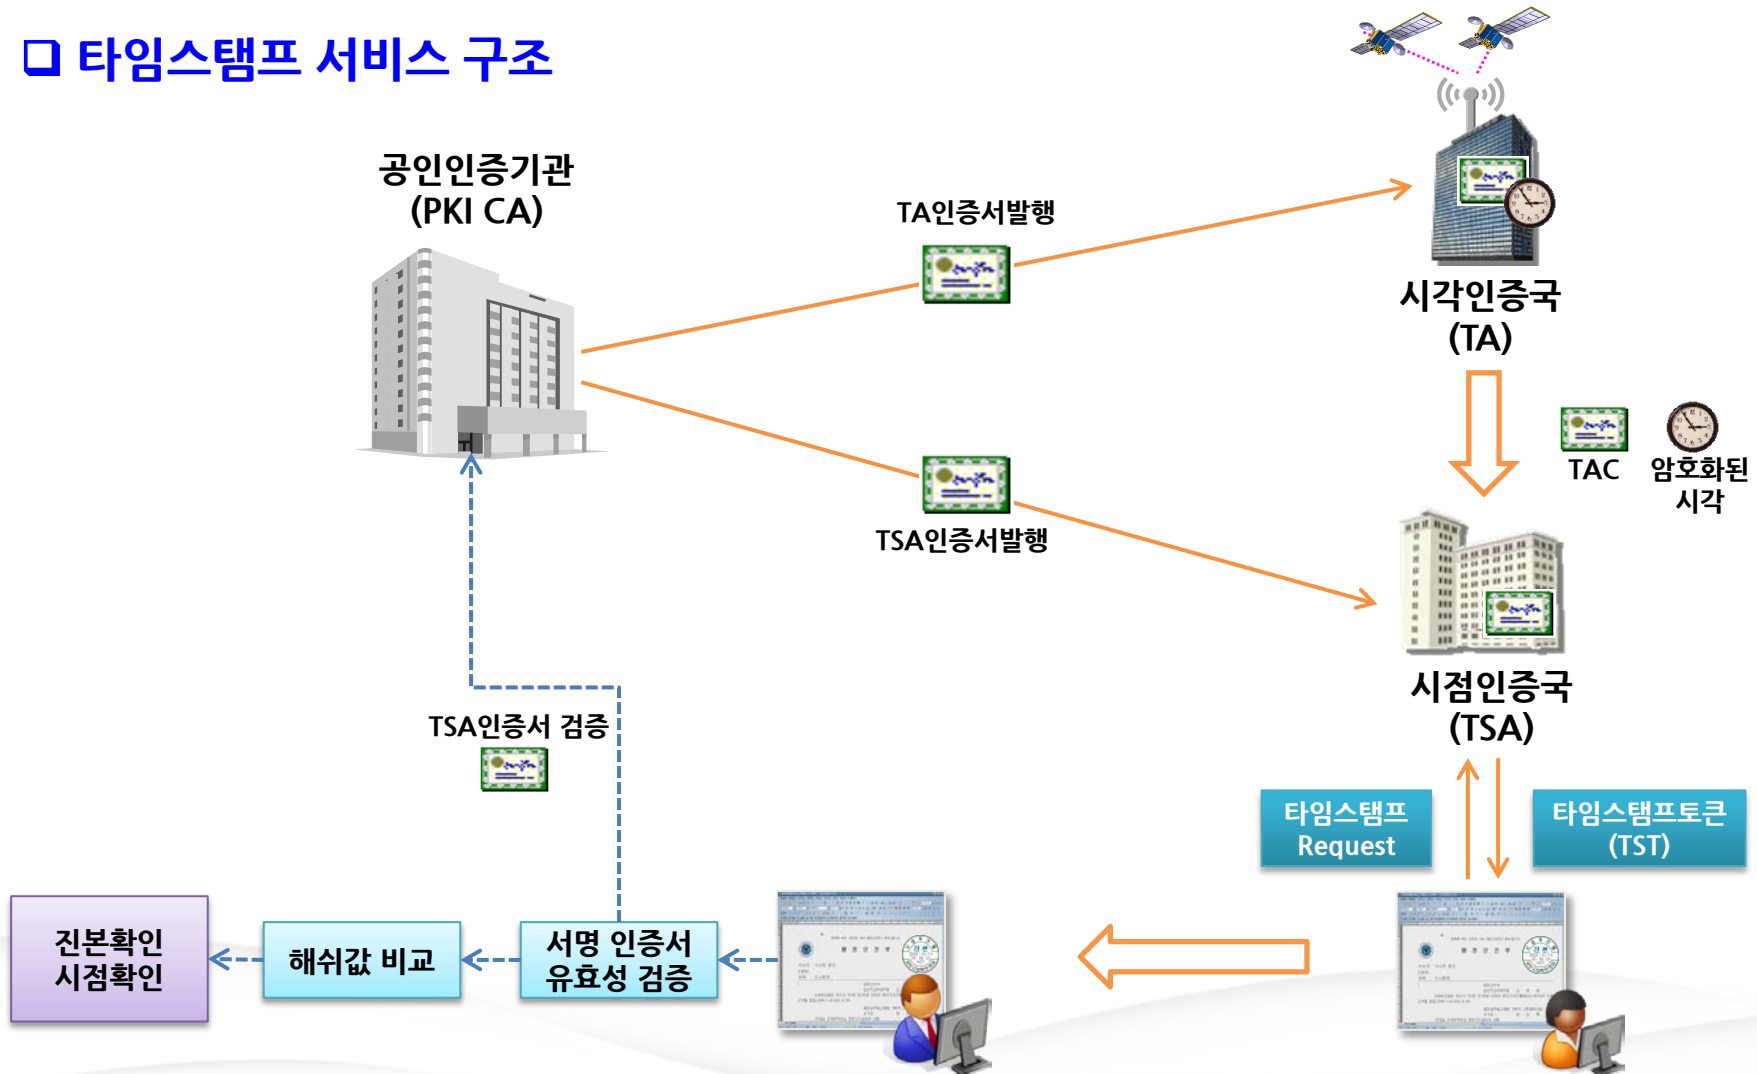 타임스탬프 서비스 구조
공인인증기관
(PKI CA)
TA인증서발행
시각인증국
(TA)
TAC
암호화된
시각
TSA인증서발행
시점인증국
(TSA)
TSA인증서 검증
타임스탬프
Request
타임스탬프토큰
(TST)
진본확인
시점확인
해쉬값 비교
서명 인증서
유효성 검증